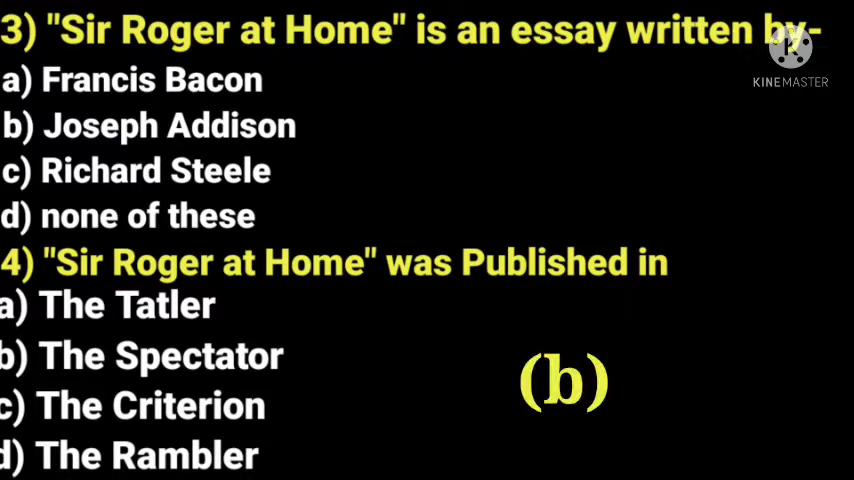 3) "Sir Roger at Home" is an essay written by-
KINEMASTER
a) Francis Bacon
b) Joseph Addison
c) Richard Steele
d) none of these
4) "Sir Roger at Home" was Published in
a) The Tatler
b) The Spectator
(b)
c) The Criterion
d) The Rambler